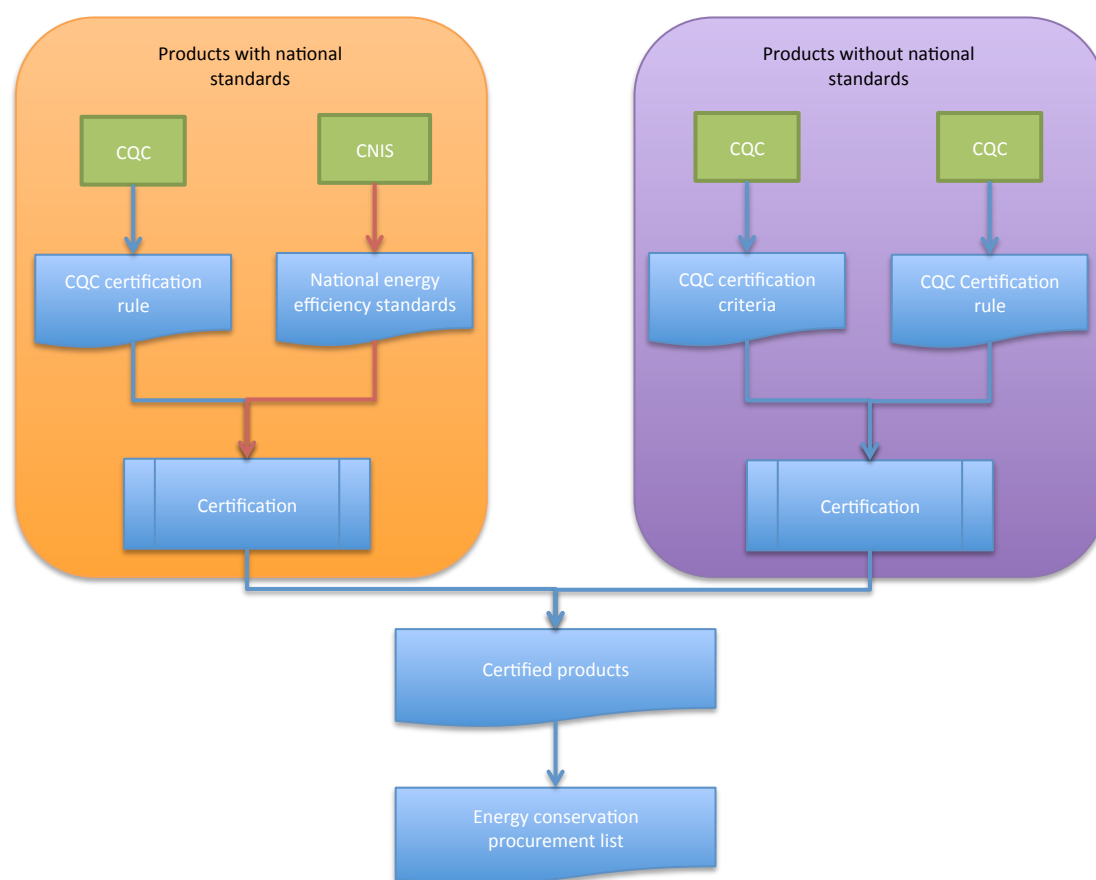 Products with national
standards
CQC
CNIS
CQC certification
rule
National energy
efficiency standards
Certification
Products without national
standards
CQC
CQC
CQC certification
criteria
CQC Certification
rule
Certification
Certified products
Energy conservation
procurement list